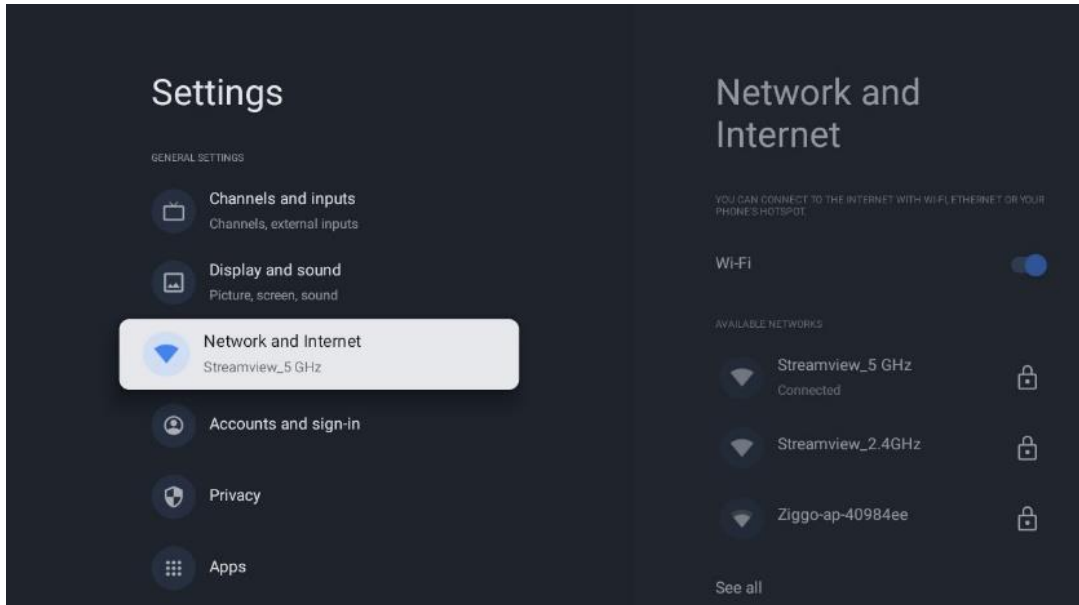 Settings
GENERAL SETTINGS
Channels and inputs
Channels, external inputs
Display and sound
Picture, screen, sound
Network and Internet
Streamview_5 GHz
Accounts and sign-in
Privacy
Apps
Network and
Internet
YOU CAN CONNECT TO THE INTERNET WITH WI-FI, ETHERNET OR YOUR
PHONE'S HOTSPOT
Wi-Fi
AVAILABLE NETWORKS
Streamview_5 GHz
Connected
Streamview_2.4GHz
Ziggo-ap-40984ee
See all